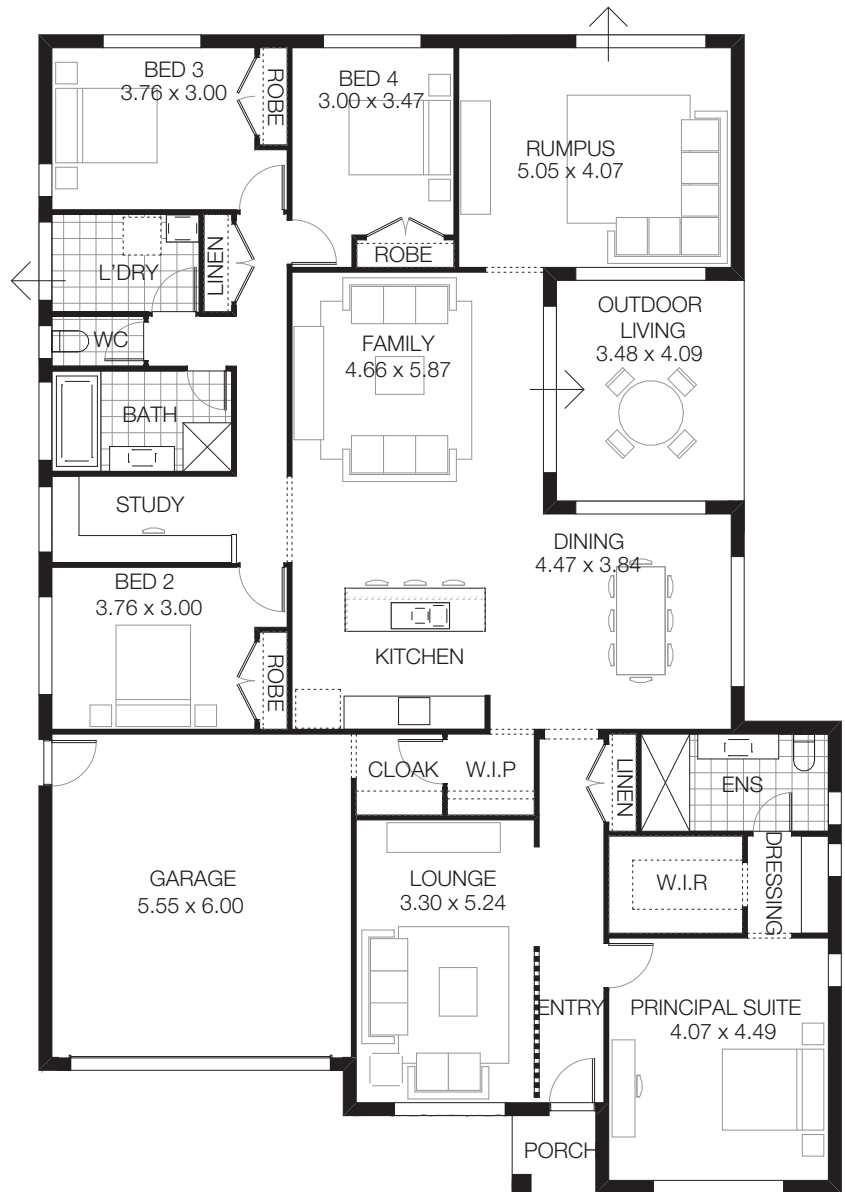 BED 3
3.76 x 3.00
ROBE
BED 4
3.00 x 3.47
ROBE
RUMPUS
5.05 x 4.07
L'DRY
LINEN
WC
BATH
STUDY
FAMILY
4.66 x 5.87
OUTDOOR
LIVING
3.48 x 4.09
DINING
4.47 x 3.84
BED 2
3.76 x 3.00
ROBE
KITCHEN
CLOAK
W.I.P
LINEN
ENS
GARAGE
5.55 x 6.00
LOUNGE
3.30 x 5.24
W.I.R
DRESSING
ENTRY
PRINCIPAL SUITE
4.07 x 4.49
PORCH